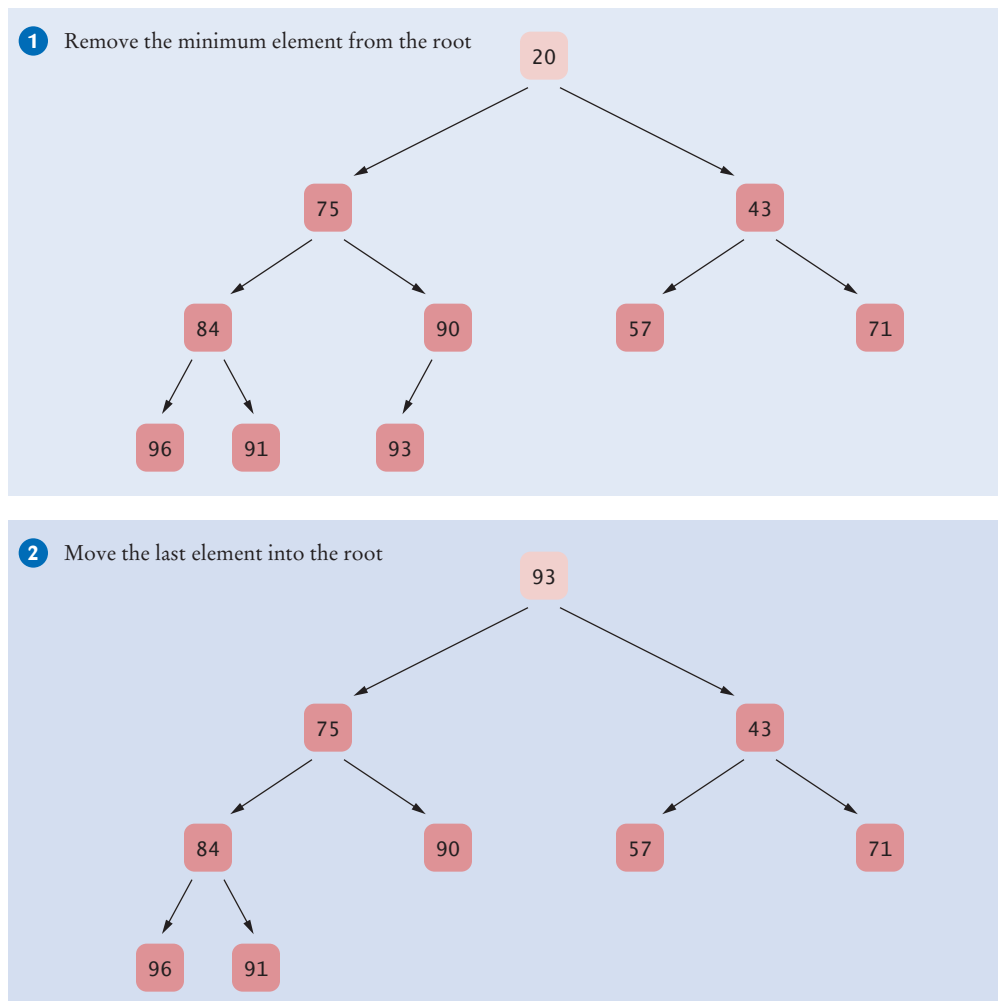 1 Remove the minimum element from the root
20
75 43
84 90 57 71
96 91 93
2 Move the last element into the root
93
75 43
84 90 57 71
96 91